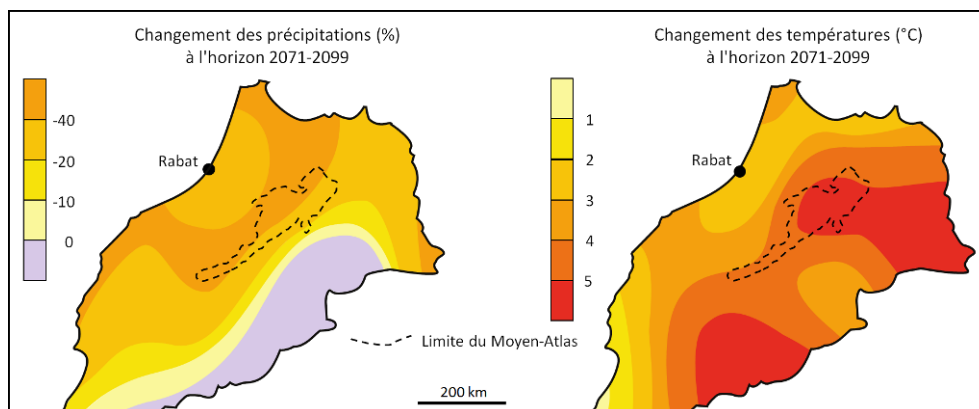 Changement des précipitations (%)
à l'horizon 2071-2099
-40
-20
-10
0
Rabat
Changement des températures (°C)
à l'horizon 2071-2099
1
2
3
4
5
Rabat
Limite du Moyen-Atlas
200 km